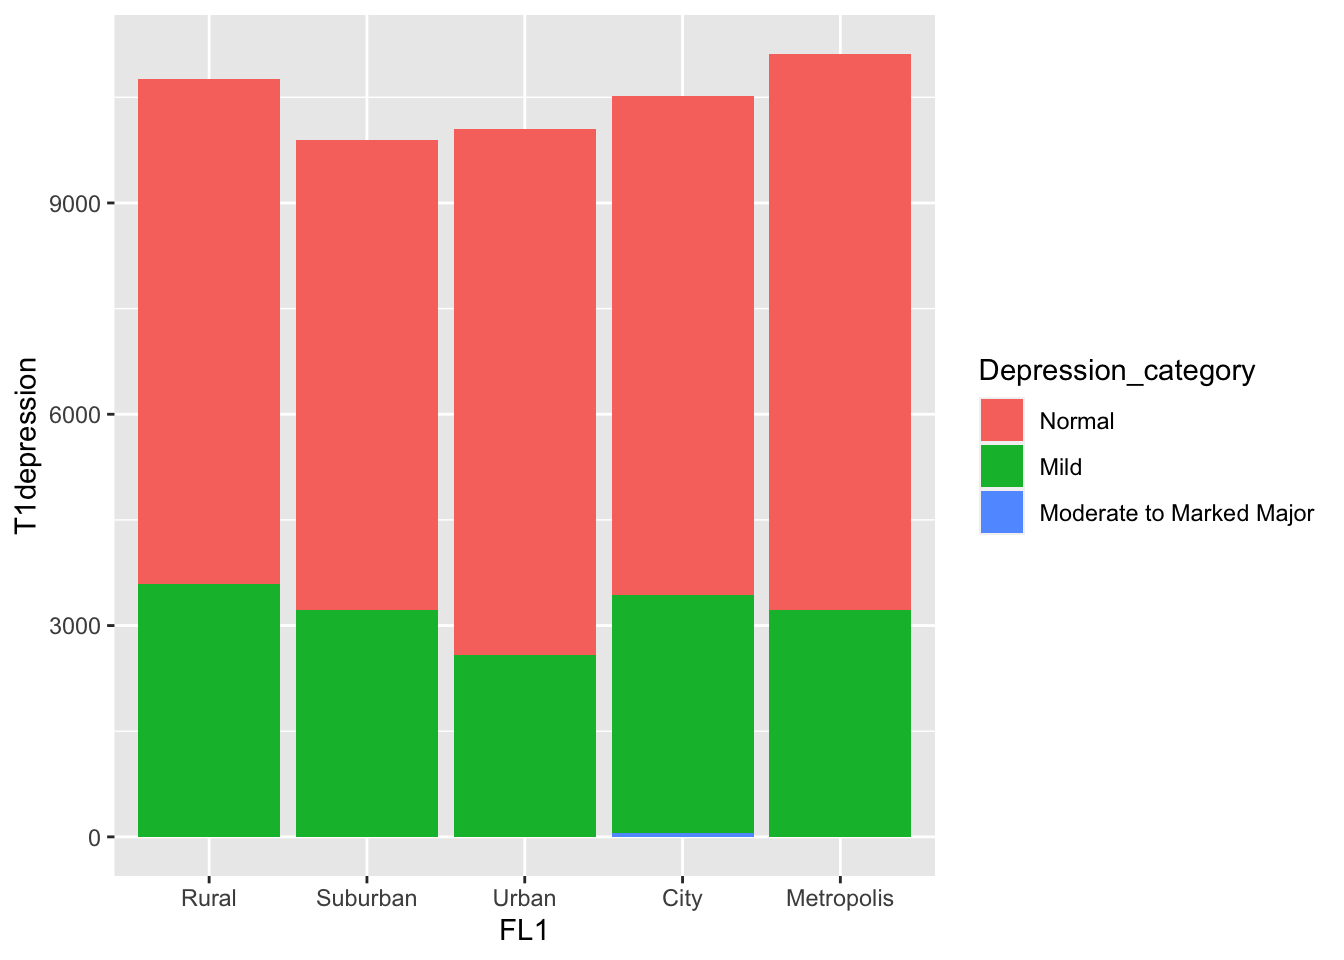 T1depression
9000
6000
3000
0
Rural Suburban Urban City Metropolis
FL1
Depression_category
Normal
Mild
Moderate to Marked Major